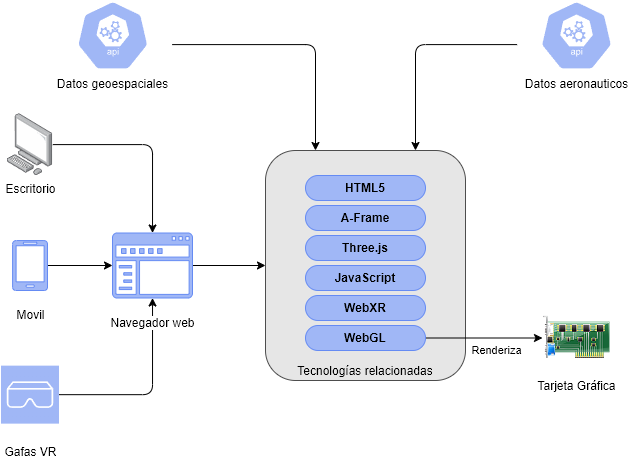 api
api
Datos geoespaciales
Datos aeronauticos
Escritorio
HTML5
A-Frame
Three.js
JavaScript
WebXR
WebGL
Movil
Navegador web
Renderiza
Tecnologías relacionadas
Tarjeta Gráfica
Gafas VR